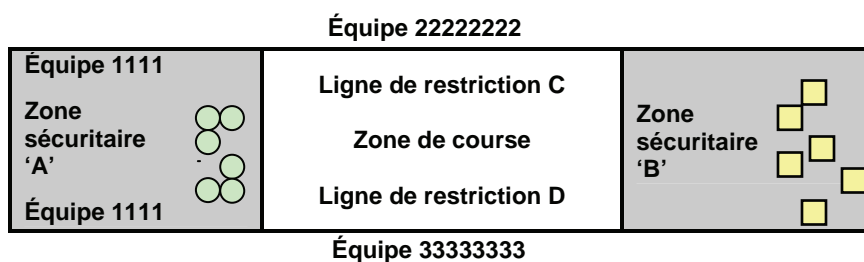 Équipe 22222222
Équipe 1111
Zone
sécuritaire
‘A’
Équipe 1111
Ligne de restriction C
Zone de course
Ligne de restriction D
Zone
sécuritaire
‘B’
Équipe 33333333